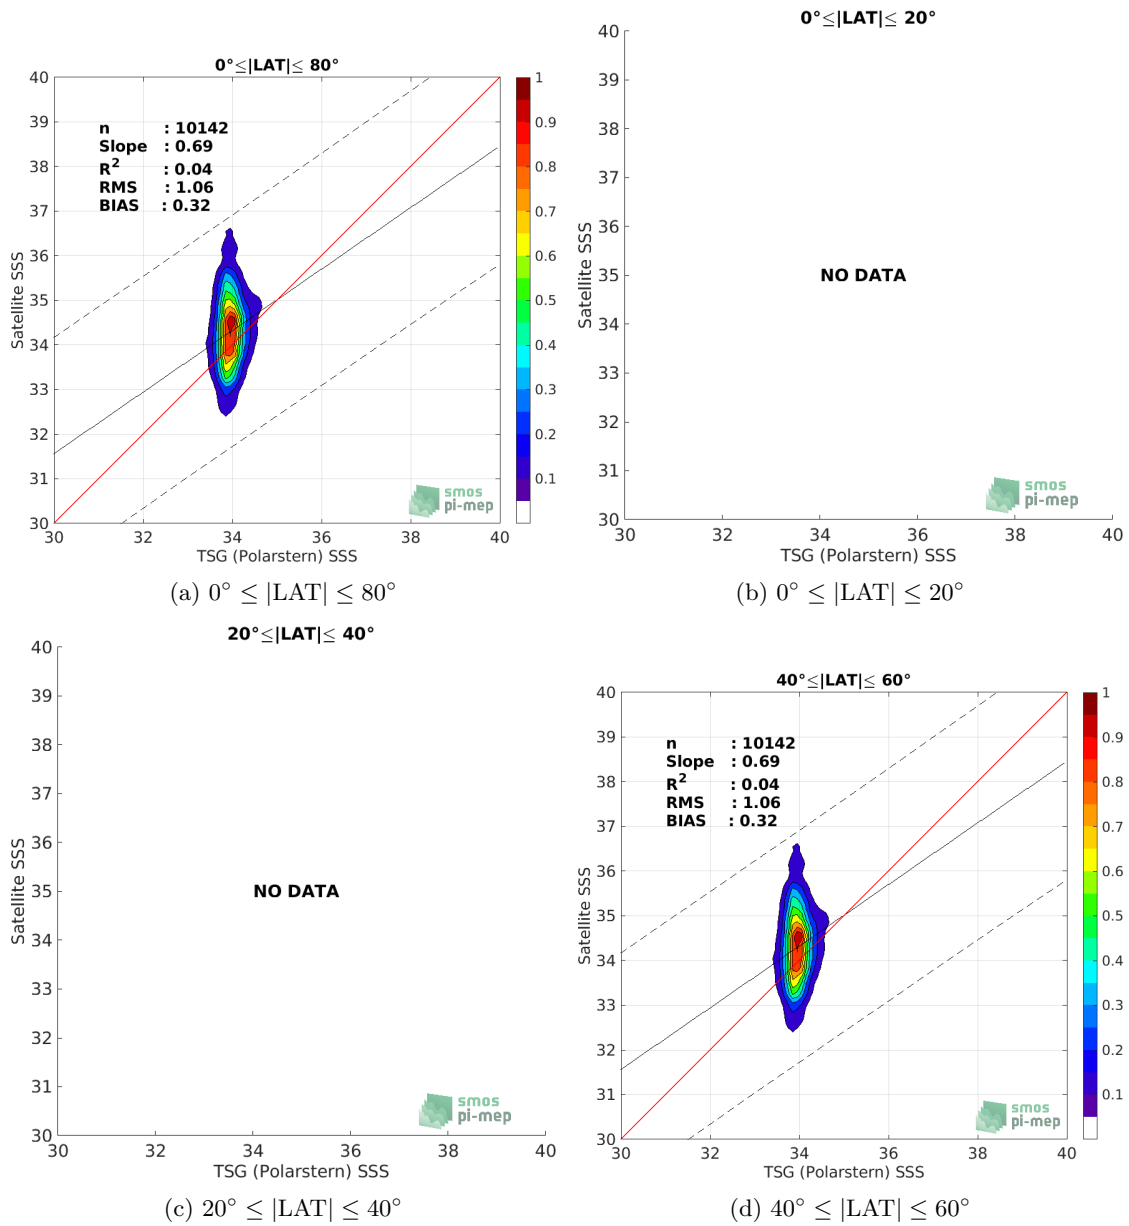 0°≤|LAT|≤ 80°
40
39
38
37
36
35
34
33
32
31
30
Satellite SSS
n : 10142
Slope : 0.69
R2 : 0.04
RMS : 1.06
BIAS : 0.32
smos
pi-mep
30 32 34 36 38 40
TSG (Polarstern) SSS
1
0.9
0.8
0.7
0.6
0.5
0.4
0.3
0.2
0.1
(a) 0° ≤ |LAT| ≤ 80°
0°≤|LAT|≤ 20°
40
39
38
37
36
35
34
33
32
31
30
Satellite SSS
NO DATA
smos
pi-mep
30 32 34 36 38 40
TSG (Polarstern) SSS
(b) 0° ≤ |LAT| ≤ 20°
20°≤|LAT|≤ 40°
40
39
38
37
36
35
34
33
32
31
30
Satellite SSS
NO DATA
smos
pi-mep
30 32 34 36 38 40
TSG (Polarstern) SSS
(c) 20° ≤ |LAT| ≤ 40°
40°≤|LAT|≤ 60°
40
39
38
37
36
35
34
33
32
31
30
Satellite SSS
n : 10142
Slope : 0.69
R2 : 0.04
RMS : 1.06
BIAS : 0.32
smos
pi-mep
30 32 34 36 38 40
TSG (Polarstern) SSS
1
0.9
0.8
0.7
0.6
0.5
0.4
0.3
0.2
0.1
(d) 40° ≤ |LAT| ≤ 60°